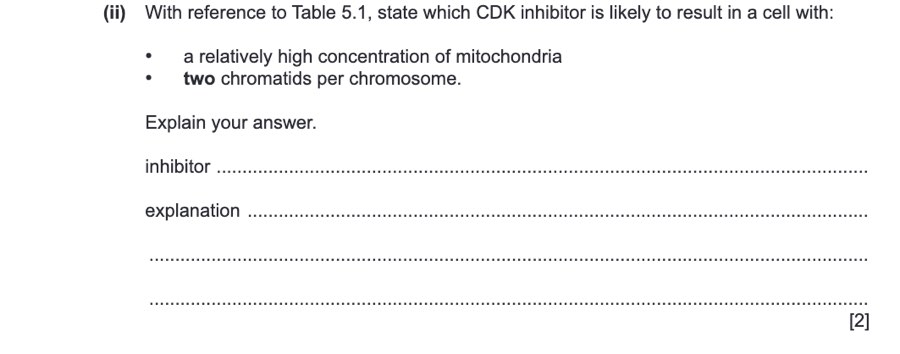 (ii) With reference to Table 5.1, state which CDK inhibitor is likely to result in a cell with:
• a relatively high concentration of mitochondria
• two chromatids per chromosome.
Explain your answer.
inhibitor ................................................................................................................................
explanation ................................................................................................................................
................................................................................................................................
................................................................................................................................
[2]